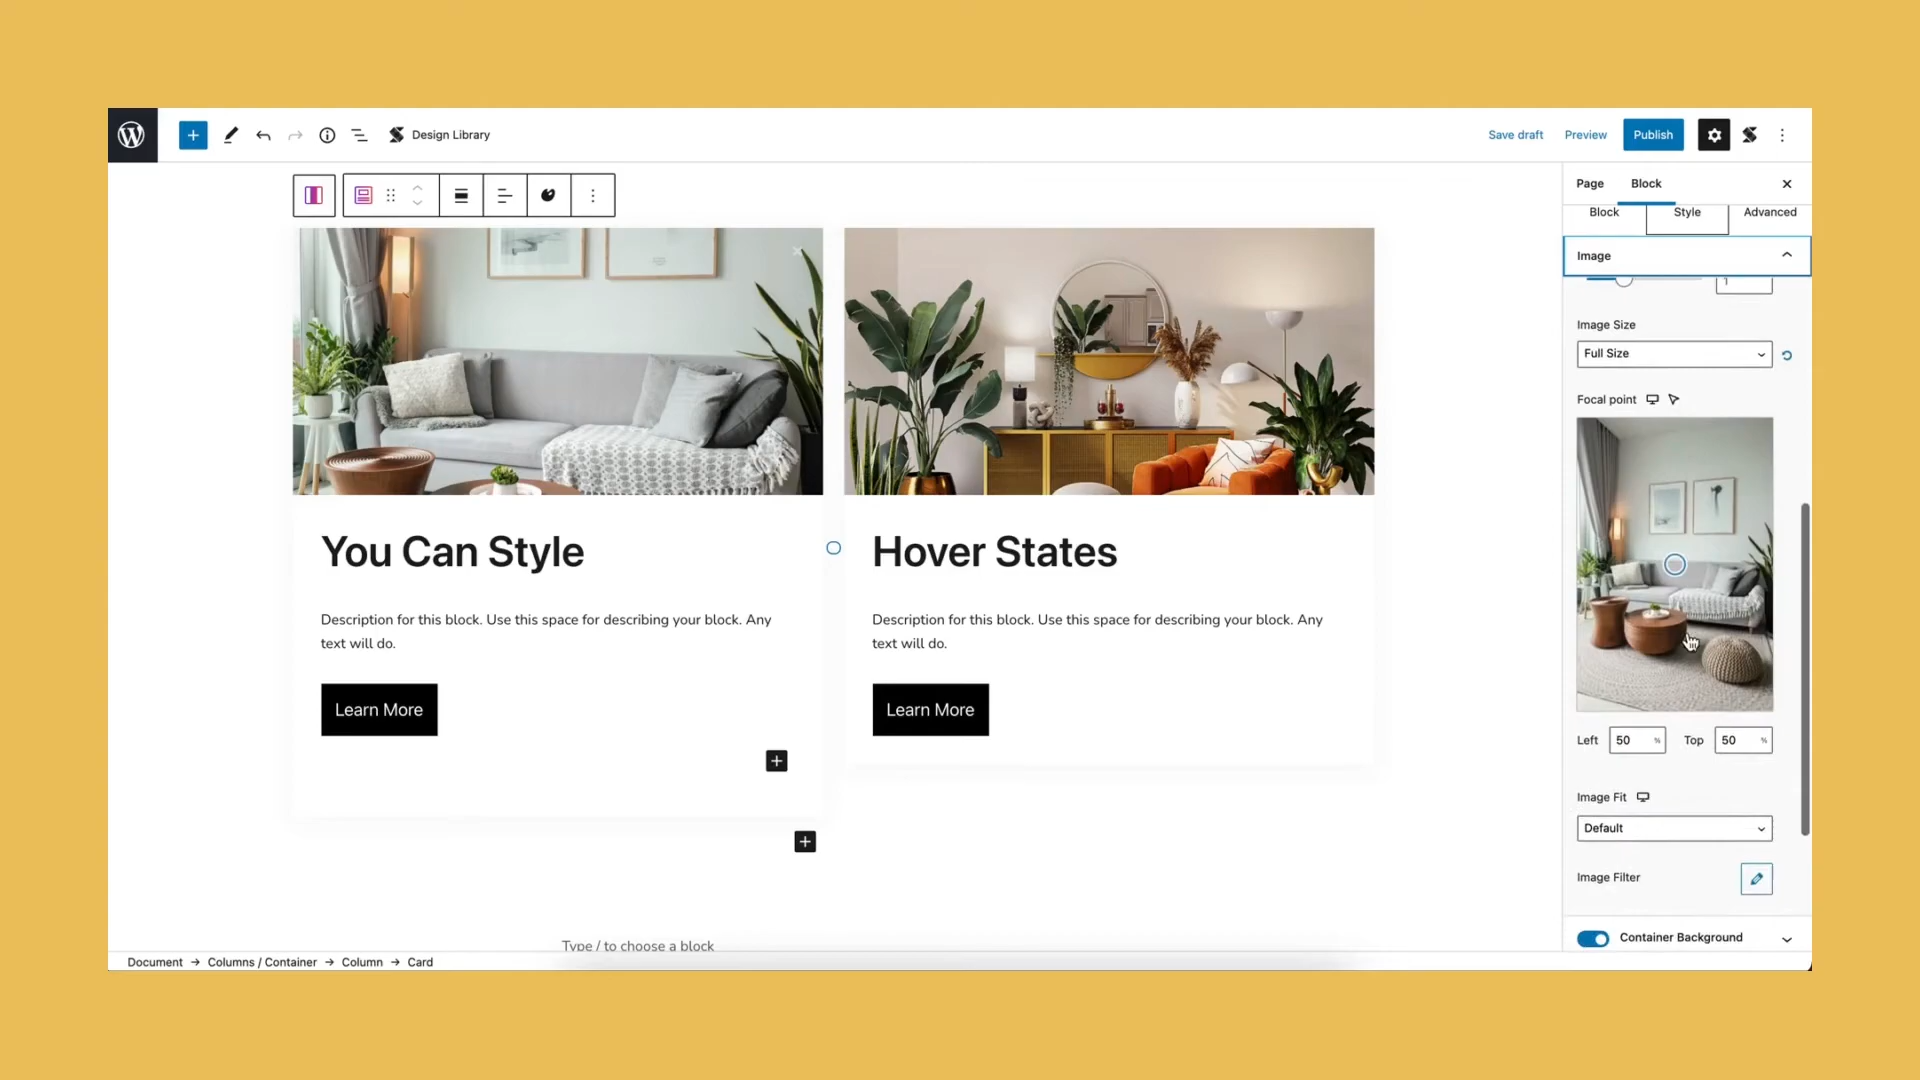 Design Library
Save draft
Preview
Publish
Page
Block
Block
Style
Advanced
Image
1
Image Size
Full Size
Focal point
Left 50 % Top 50 %
Image Fit
Default
Image Filter
Container Background
You Can Style
Description for this block. Use this space for describing your block. Any
text will do.
Learn More
Hover States
Description for this block. Use this space for describing your block. Any
text will do.
Learn More
Type / to choose a block
Document → Columns / Container → Column → Card